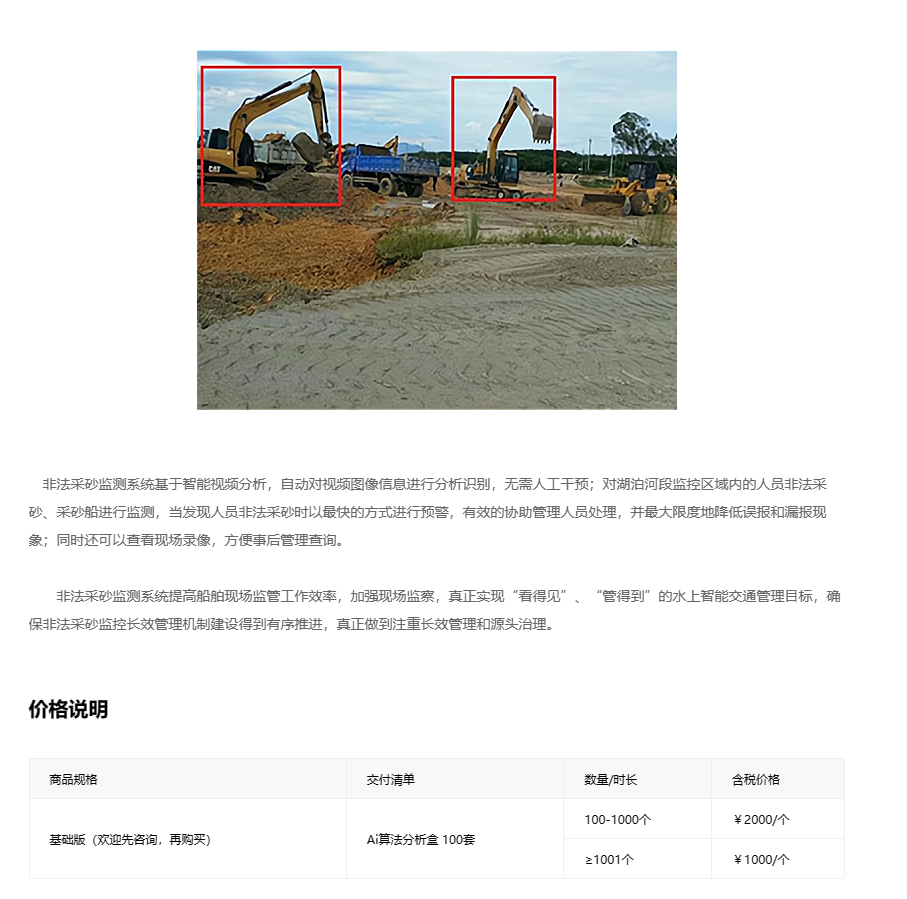 CAT
非法采砂监测系统基于智能视频分析，自动对视频图像信息进行分析识别，无需人工干预；对湖泊河段监控区域内的人员非法采
砂、采砂船进行监测，当发现人员非法采砂时以最快的方式进行预警，有效的协助管理人员处理，并最大限度地降低误报和漏报现
象；同时还可以查看现场录像，方便事后管理查询。
非法采砂监测系统提高船舶现场监管工作效率，加强现场监察，真正实现“看得见”、“管得到”的水上智能交通管理目标，确
保非法采砂监控长效管理机制建设得到有序推进，真正做到注重长效管理和源头治理。
价格说明
商品规格 交付清单 数量/时长 含税价格
基础版（欢迎先咨询，再购买） Ai算法分析盒 100套 100-1000个 ￥2000/个
≥1001个 ￥1000/个